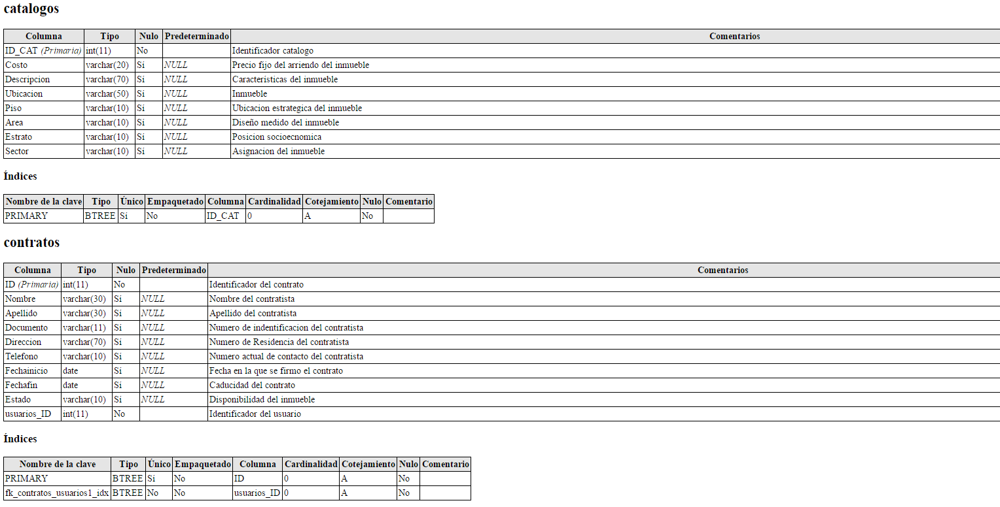 catalogos
Columna Tipo Nulo Predeterminado Comentarios
ID_CAT (Primaria) int(11) No Identificador catalogo
Costo varchar(20) Sí NULL Precio fijo del arriendo del inmueble
Descripcion varchar(70) Sí NULL Características del inmueble
Ubicacion varchar(50) Sí NULL Inmueble
Piso varchar(10) Sí NULL Ubicacion estrategica del inmueble
Area varchar(10) Sí NULL Diseño medido del inmueble
Estrato varchar(10) Sí NULL Posicion socioecnomica
Sector varchar(10) Sí NULL Asignacion del inmueble
Índices
Nombre de la clave Tipo Único Empaquetado Columna Cardinalidad Cotejamiento Nulo Comentario
PRIMARY BTREE Sí No ID_CAT 0 A No
contratos
Columna Tipo Nulo Predeterminado Comentarios
ID (Primaria) int(11) No Identificador del contrato
Nombre varchar(30) Sí NULL Nombre del contratista
Apellido varchar(30) Sí NULL Apellido del contratista
Documento varchar(11) Sí NULL Numero de indentificacion del contratista
Direccion varchar(70) Sí NULL Numero de Residencia del contratista
Telefono varchar(10) Sí NULL Numero actual de contacto del contratista
Fechainicio date Sí NULL Fecha en la que se firmo el contrato
Fechafin date Sí NULL Caducidad del contrato
Estado varchar(10) Sí NULL Disponibilidad del inmueble
usuarios_ID int(11) No Identificador del usuario
Índices
Nombre de la clave Tipo Único Empaquetado Columna Cardinalidad Cotejamiento Nulo Comentario
PRIMARY BTREE Sí No ID 0 A No
fk_contratos_usuarios1_idx BTREE No No usuarios_ID 0 A No